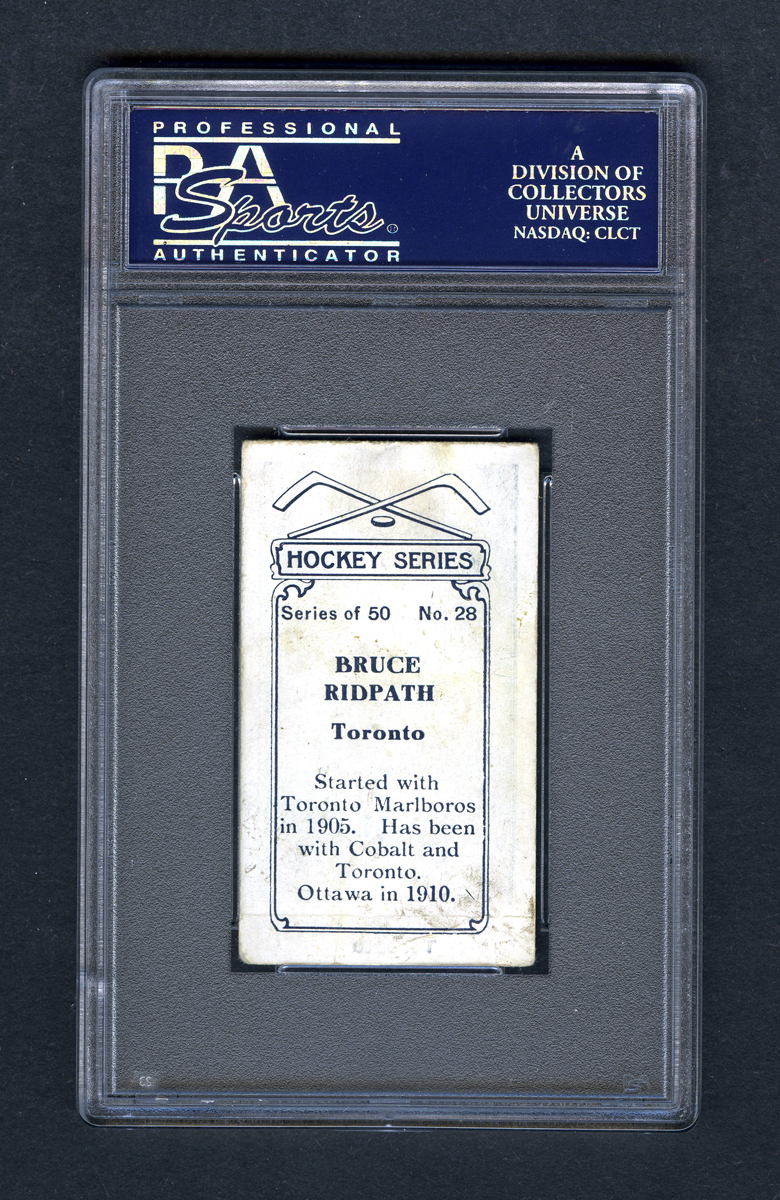 PROFESSIONAL
PSA
Sports
AUTHENTICATOR
A
DIVISION OF
COLLECTORS
UNIVERSE
NASDAQ: CLCT
HOCKEY SERIES
Series of 50 No. 28
BRUCE
RIDPATH
Toronto
Started with
Toronto Marlboros
in 1905. Has been
with Cobalt and
Toronto.
Ottawa in 1910.